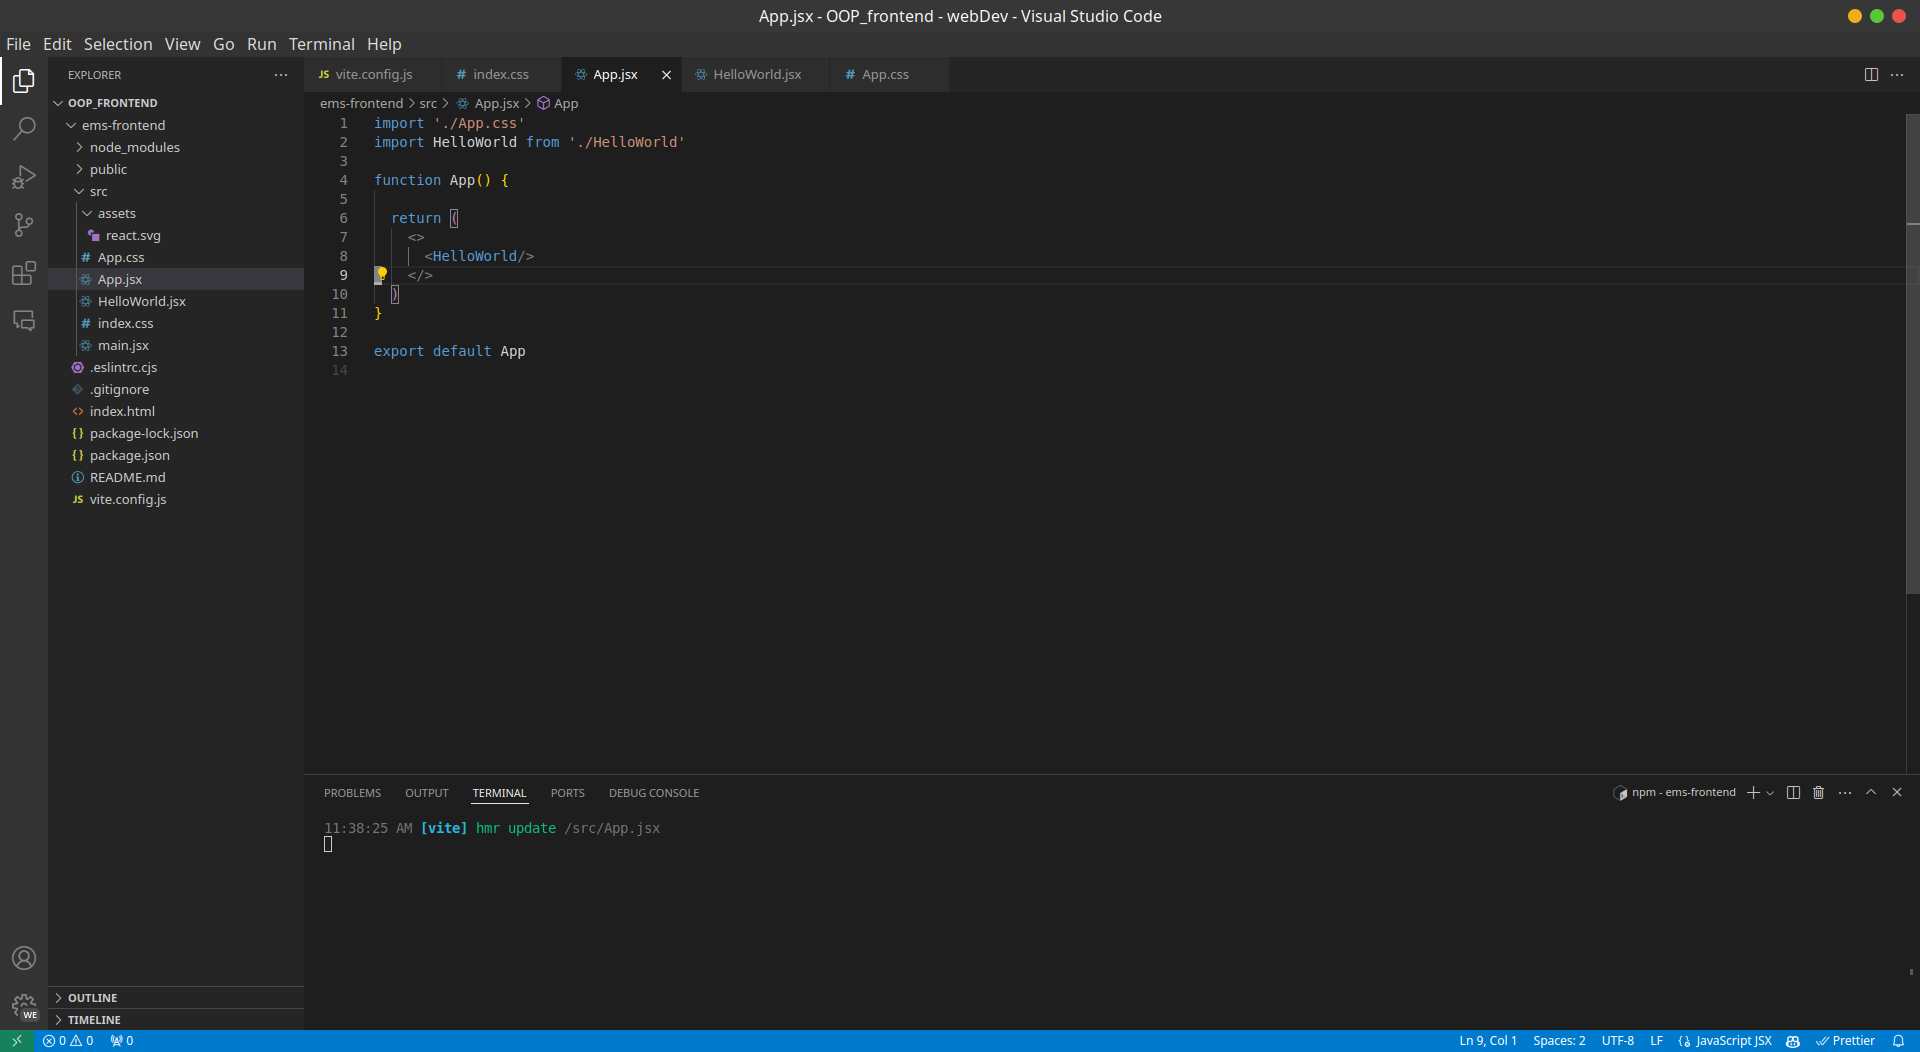 App.jsx - OOP_frontend - webDev - Visual Studio Code
File Edit Selection View Go Run Terminal Help
EXPLORER
OOP_FRONTEND
ems-frontend
node_modules
public
src
assets
react.svg
App.css
App.jsx
HelloWorld.jsx
index.css
main.jsx
.eslintrc.cjs
.gitignore
index.html
package-lock.json
package.json
README.md
JS vite.config.js
OUTLINE
TIMELINE
JS vite.config.js # index.css App.jsx HelloWorld.jsx # App.css
ems-frontend > src > App.jsx > App
1 import './App.css'
2 import HelloWorld from './HelloWorld'
3
4 function App() {
5
6 return (
7 <>
8 <HelloWorld/>
9 </>
10 )
11 }
12
13 export default App
14
PROBLEMS OUTPUT TERMINAL PORTS DEBUG CONSOLE
npm - ems-frontend
11:38:25 AM [vite] hmr update /src/App.jsx
WE
0 0 0
Ln 9, Col 1 Spaces: 2 UTF-8 LF JavaScript JSX Prettier